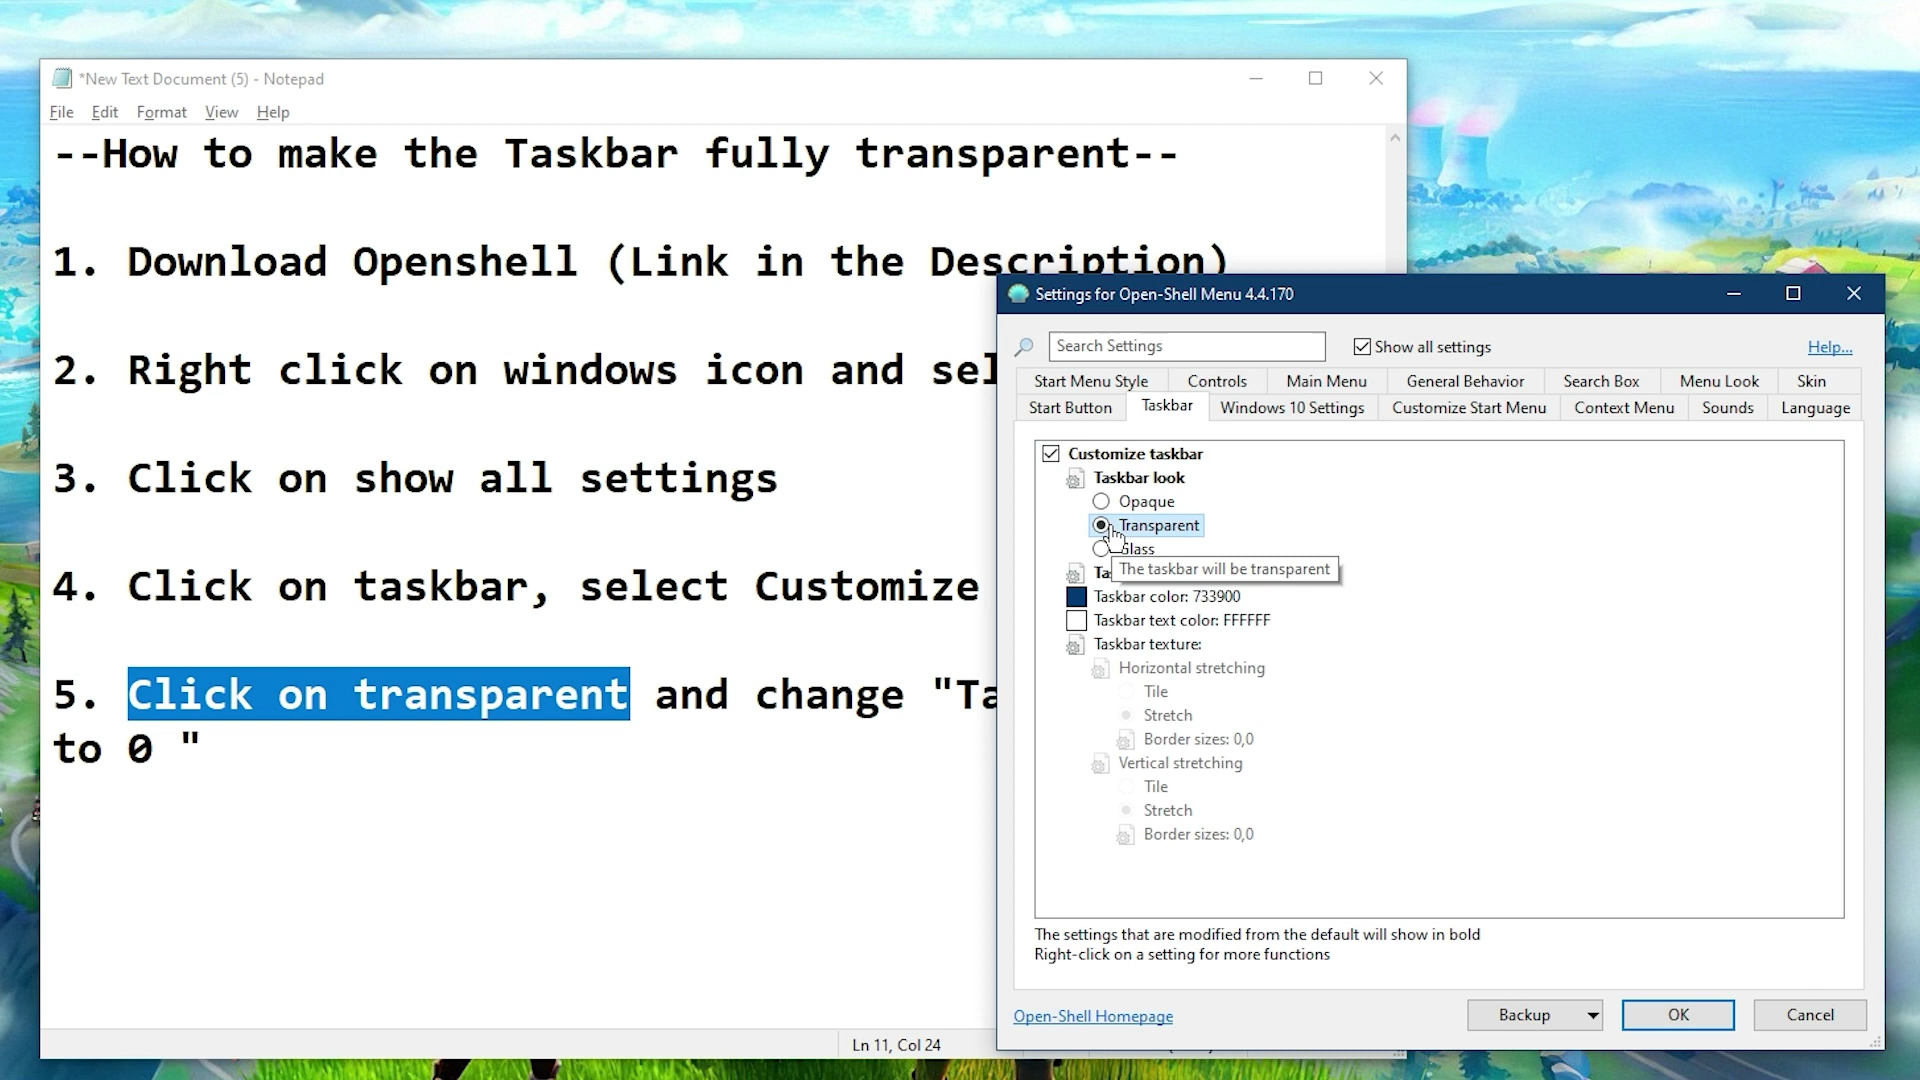 *New Text Document (5) - Notepad
File Edit Format View Help
--How to make the Taskbar fully transparent--
1. Download Openshell (Link in the Description)
2. Right click on windows icon and sel
3. Click on show all settings
4. Click on taskbar, select Customize
5. Click on transparent and change "Ta
to 0 "
Ln 11, Col 24
Settings for Open-Shell Menu 4.4.170
Search Settings
Show all settings
Help...
Start Menu Style Controls Main Menu General Behavior Search Box Menu Look Skin
Start Button Taskbar Windows 10 Settings Customize Start Menu Context Menu Sounds Language
Customize taskbar
Taskbar look
Opaque
Transparent
Glass
The taskbar will be transparent
Ta
Taskbar color: 733900
Taskbar text color: FFFFFF
Taskbar texture:
Horizontal stretching
Tile
Stretch
Border sizes: 0,0
Vertical stretching
Tile
Stretch
Border sizes: 0,0
The settings that are modified from the default will show in bold
Right-click on a setting for more functions
Open-Shell Homepage
Backup OK Cancel